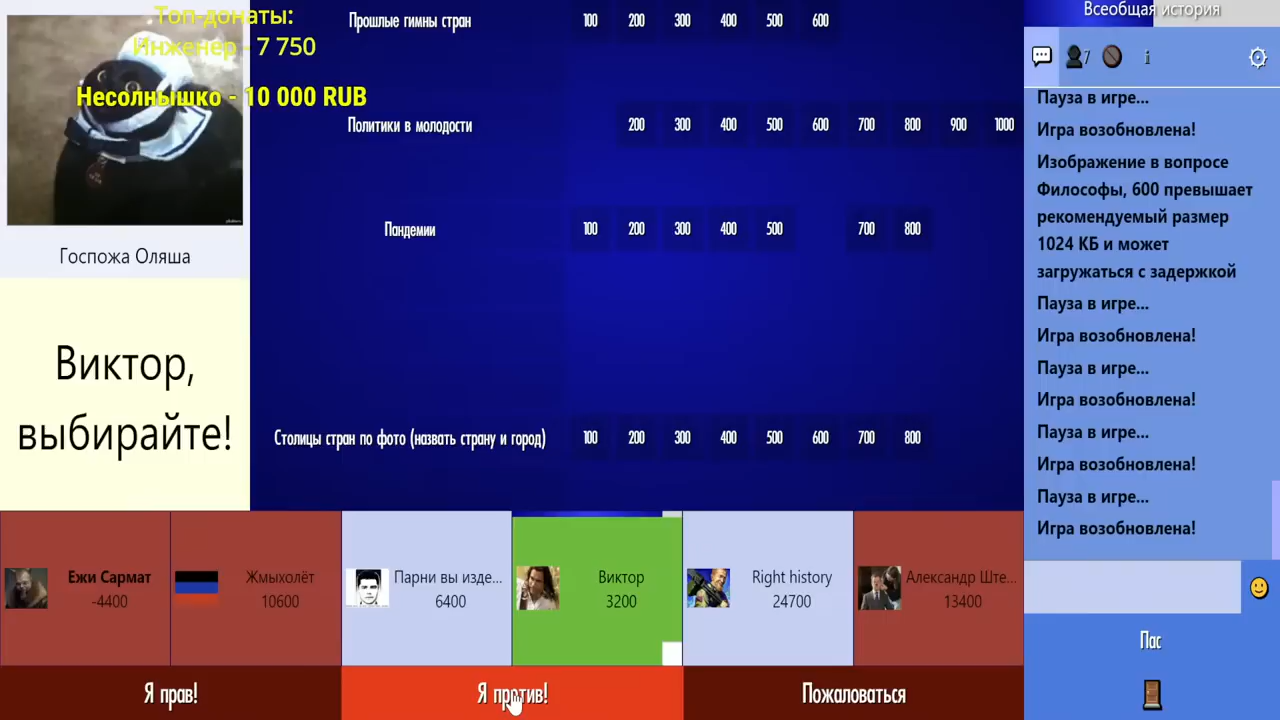 Топ-донаты:
Инженер - 7 750
Несолнышко - 10 000 RUB
Госпожа Оляша
Виктор,
выбирайте!
Прошлые гимны стран 100 200 300 400 500 600
Политики в молодости 200 300 400 500 600 700 800 900 1000
Пандемии 100 200 300 400 500 700 800
Столицы стран по фото (назвать страну и город) 100 200 300 400 500 600 700 800
Всеобщая история
7
i
Пауза в игре...
Игра возобновлена!
Изображение в вопросе
Философы, 600 превышает
рекомендуемый размер
1024 КБ и может
загружаться с задержкой
Пауза в игре...
Игра возобновлена!
Пауза в игре...
Игра возобновлена!
Пауза в игре...
Игра возобновлена!
Пауза в игре...
Игра возобновлена!
Пас
Ежи Сармат
-4400
Жмыхолёт
10600
Парни вы изде...
6400
Виктор
3200
Right history
24700
Александр Ште...
13400
Я прав!
Я против!
Пожаловаться